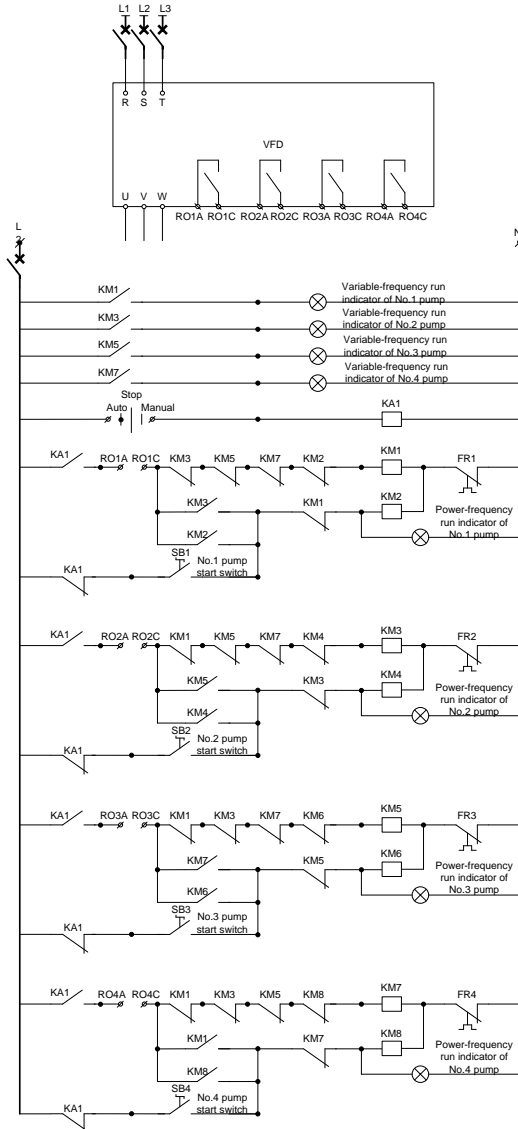 L1 L2 L3
R S T
VFD
U V W
RO1A RO1C RO2A RO2C RO3A RO3C RO4A RO4C
L
2
N
KM1
Variable-frequency run
indicator of No.1 pump
KM3
Variable-frequency run
indicator of No.2 pump
KM5
Variable-frequency run
indicator of No.3 pump
KM7
Variable-frequency run
indicator of No.4 pump
Stop
Auto Manual
KA1
KA1 RO1A RO1C KM3 KM5 KM7 KM2 KM1 FR1
KM3 KM1 KM2
Power-frequency
run indicator of
No.1 pump
KM2
SB1
No.1 pump
start switch
KA1
KA1 RO2A RO2C KM1 KM5 KM7 KM4 KM3 FR2
KM5 KM3 KM4
Power-frequency
run indicator of
No.2 pump
KM4
SB2
No.2 pump
start switch
KA1
KA1 RO3A RO3C KM1 KM3 KM7 KM6 KM5 FR3
KM7 KM5 KM6
Power-frequency
run indicator of
No.3 pump
KM6
SB3
No.3 pump
start switch
KA1
KA1 RO4A RO4C KM1 KM3 KM5 KM8 KM7 FR4
KM1 KM7 KM8
Power-frequency
run indicator of
No.4 pump
KM8
SB4
No.4 pump
start switch
KA1